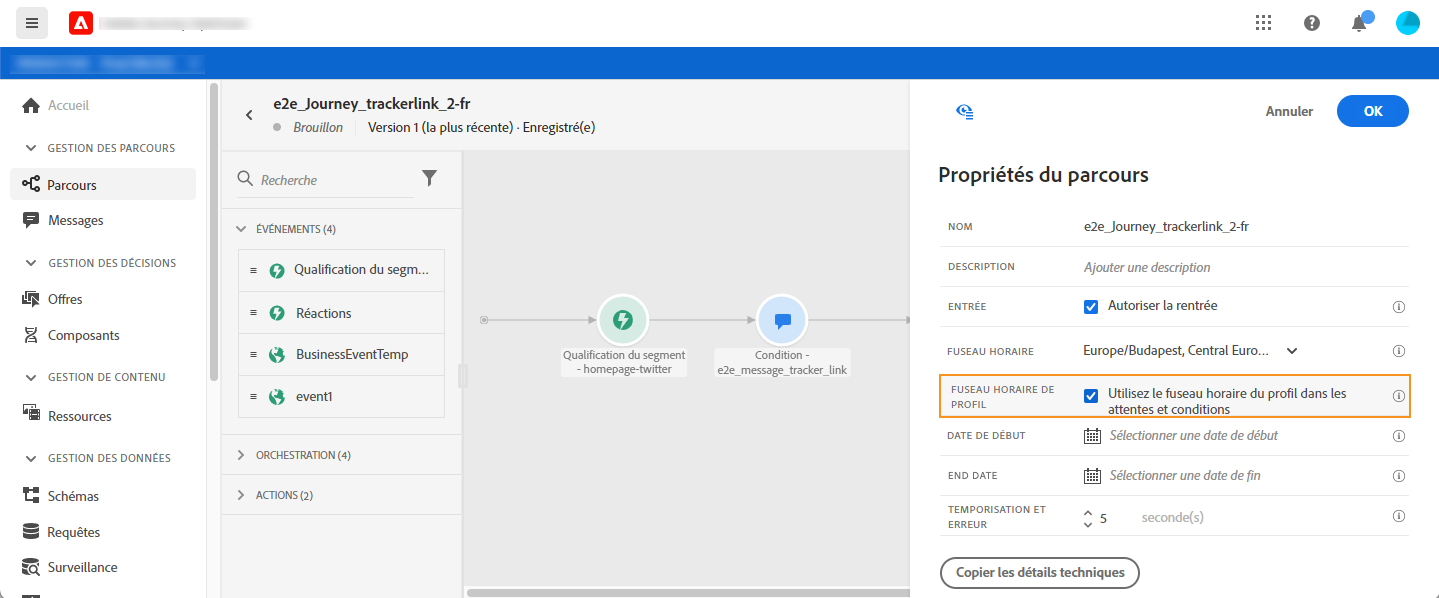 Accueil
GESTION DES PARCOURS
Parcours
Messages
GESTION DES DÉCISIONS
Offres
Composants
GESTION DE CONTENU
Ressources
GESTION DES DONNÉES
Schémas
Requêtes
Surveillance
e2e_Journey_trackerlink_2-fr
Brouillon
Version 1 (la plus récente) · Enregistré(e)
Recherche
ÉVÉNEMENTS (4)
Qualification du segm...
Réactions
BusinessEventTemp
event1
ORCHESTRATION (4)
ACTIONS (2)
Qualification du segment
- homepage-twitter
Condition -
e2e_message_tracker_link
Annuler
OK
Propriétés du parcours
NOM
e2e_Journey_trackerlink_2-fr
DESCRIPTION
Ajouter une description
ENTRÉE
Autoriser la rentrée
FUSEAU HORAIRE
Europe/Budapest, Central Euro...
FUSEAU HORAIRE DE
PROFIL
Utilisez le fuseau horaire du profil dans les
attentes et conditions
DATE DE DÉBUT
Sélectionner une date de début
END DATE
Sélectionner une date de fin
TEMPORISATION ET
ERREUR
5
seconde(s)
Copier les détails techniques